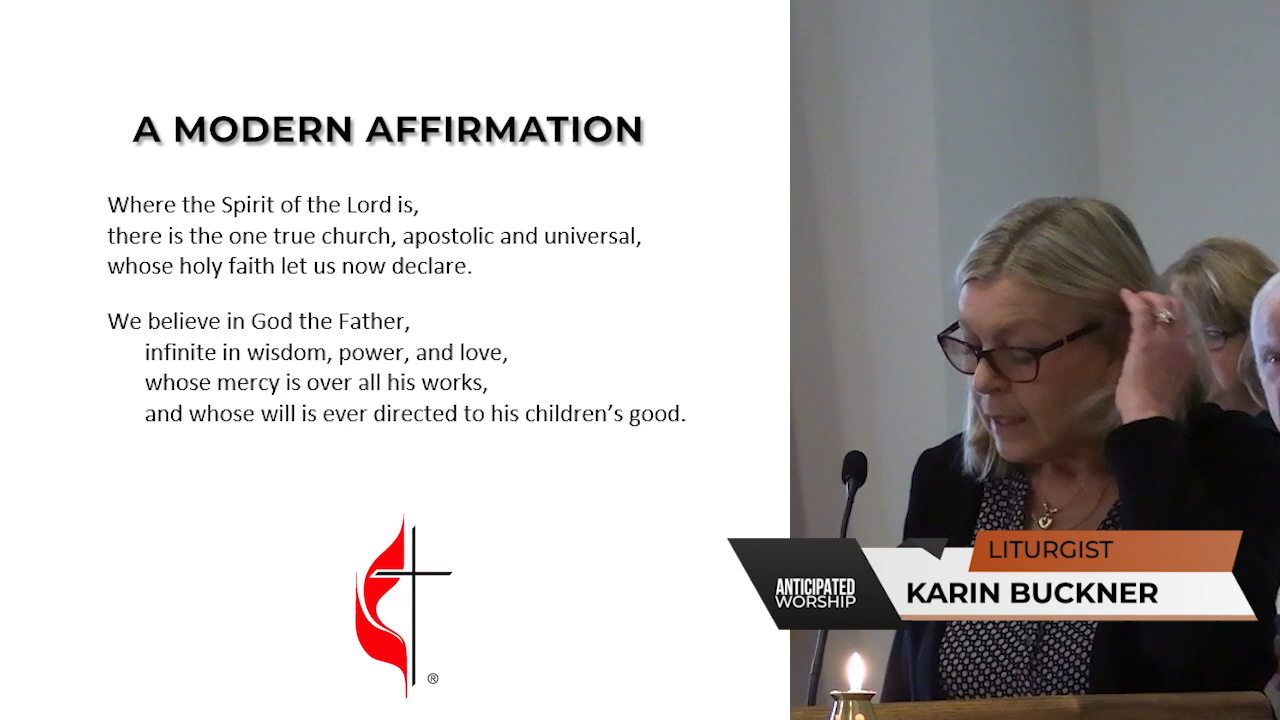 A MODERN AFFIRMATION
Where the Spirit of the Lord is,
there is the one true church, apostolic and universal,
whose holy faith let us now declare.
We believe in God the Father,
infinite in wisdom, power, and love,
whose mercy is over all his works,
and whose will is ever directed to his children’s good.
®
LITURGIST
ANTICIPATED
WORSHIP
KARIN BUCKNER